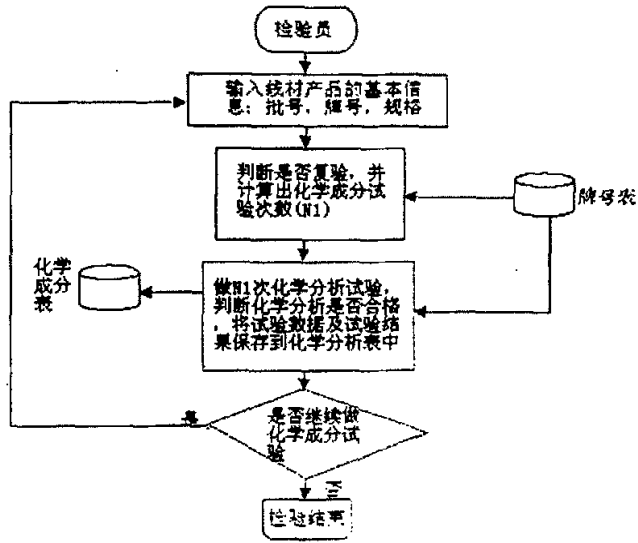 检验员
输入线材产品的基本信
息：批号，牌号，规格
判断是否复验，并
计算出化学成分试
验次数(N1)
牌号表
化学
成分
表
做N1次化学分析试验，
判断化学分析是否合格
，将试验数据及试验结
果保存到化学分析表中
是
是否继续做
化学成分试
验
检验结束